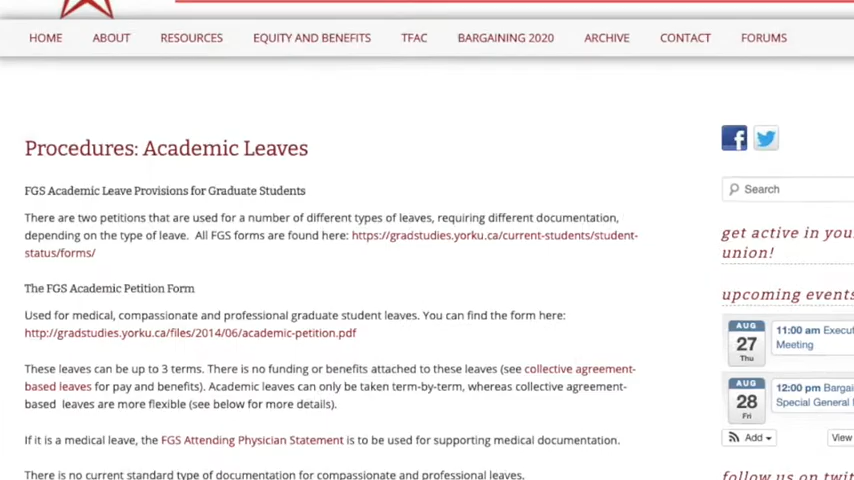 HOME ABOUT RESOURCES EQUITY AND BENEFITS TFAC BARGAINING 2020 ARCHIVE CONTACT FORUMS
Procedures: Academic Leaves
FGS Academic Leave Provisions for Graduate Students
There are two petitions that are used for a number of different types of leaves, requiring different documentation,
depending on the type of leave. All FGS forms are found here: https://gradstudies.yorku.ca/current-students/student-
status/forms/
The FGS Academic Petition Form
Used for medical, compassionate and professional graduate student leaves. You can find the form here:
http://gradstudies.yorku.ca/files/2014/06/academic-petition.pdf
These leaves can be up to 3 terms. There is no funding or benefits attached to these leaves (see collective agreement-
based leaves for pay and benefits). Academic leaves can only be taken term-by-term, whereas collective agreement-
based leaves are more flexible (see below for more details).
If it is a medical leave, the FGS Attending Physician Statement is to be used for supporting medical documentation.
There is no current standard type of documentation for compassionate and professional leaves.
Search
get active in you
union!
upcoming events
AUG
27
Thu
11:00 am Execu
Meeting
AUG
28
Fri
12:00 pm Barga
Special General
Add
View
follow us on twit